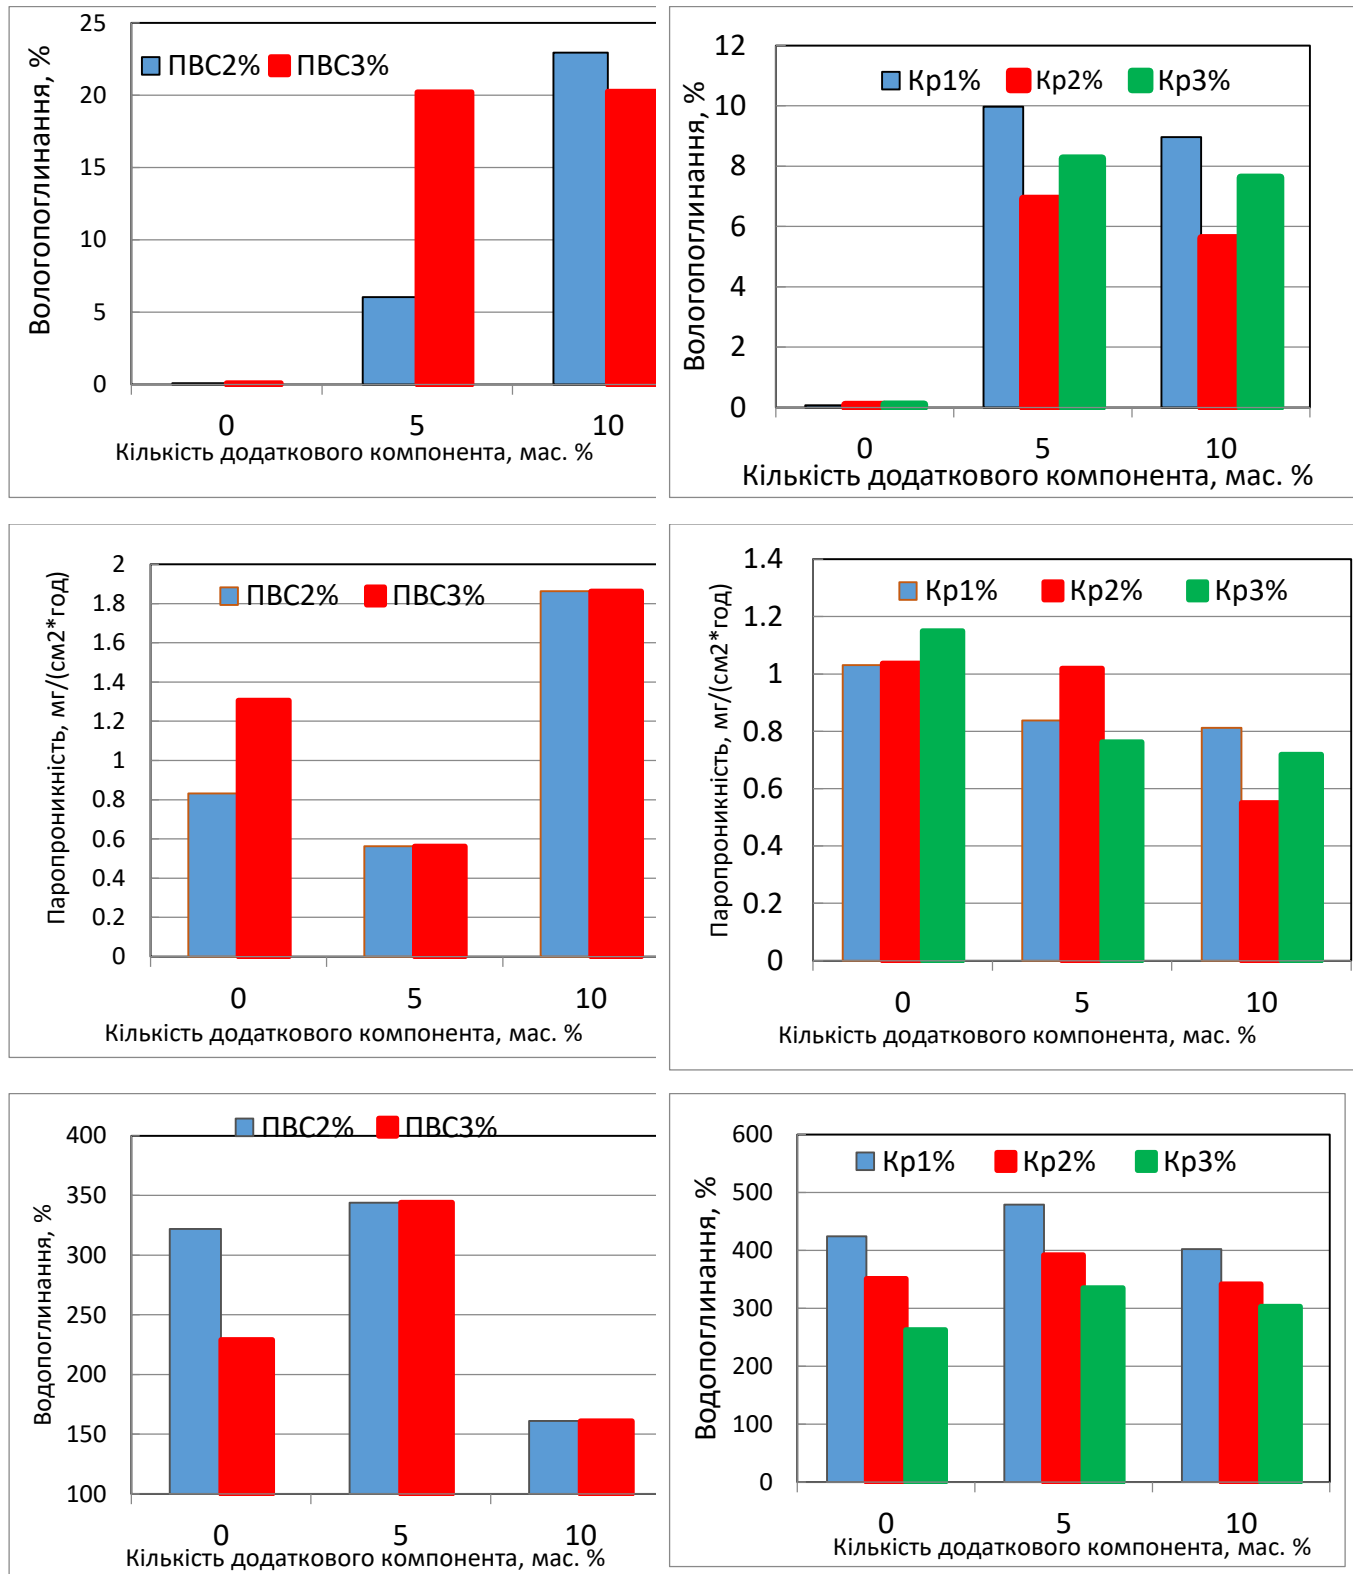 Вологопоглинання, %
ПВС2% ПВС3%
25
20
15
10
5
0
0 5 10
Кількість додаткового компонента, мас. %
Вологопоглинання, %
Кр1% Кр2% Кр3%
12
10
8
6
4
2
0
0 5 10
Кількість додаткового компонента, мас. %
Паропроникність, мг/(см2*год)
ПВС2% ПВС3%
2
1.8
1.6
1.4
1.2
1
0.8
0.6
0.4
0.2
0
0 5 10
Кількість додаткового компонента, мас. %
Паропроникність, мг/(см2*год)
Кр1% Кр2% Кр3%
1.4
1.2
1
0.8
0.6
0.4
0.2
0
0 5 10
Кількість додаткового компонента, мас. %
Водопоглинання, %
ПВС2% ПВС3%
400
350
300
250
200
150
100
0 5 10
Кількість додаткового компонента, мас. %
Водопоглинання, %
Кр1% Кр2% Кр3%
600
500
400
300
200
100
0
0 5 10
Кількість додаткового компонента, мас. %